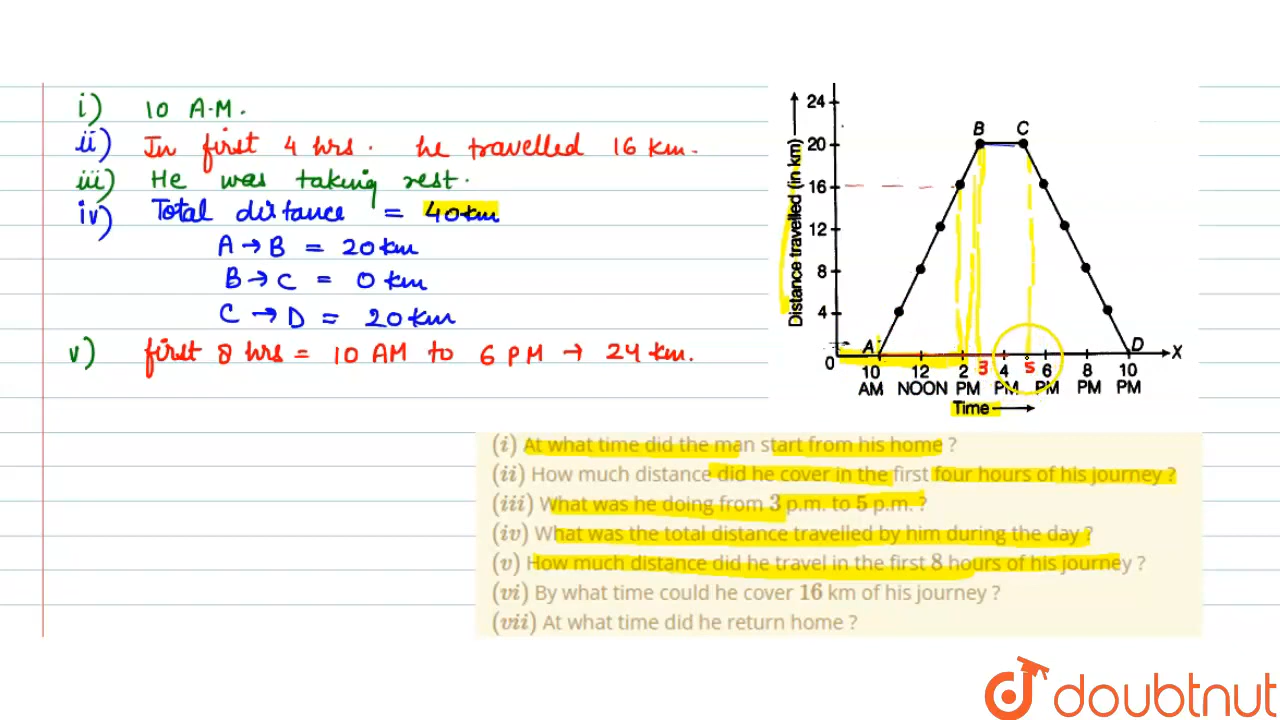 i) 10 A.M.
ii) In first 4 hrs. he travelled 16 km.
iii) He was taking rest.
iv) Total distance = 40km
A → B = 20 km
B → C = 0 km
C → D = 20 km
v) first 8 hrs = 10 AM to 6 PM → 24 km.
Distance travelled (in km)
24
20
16
12
8
4
0
A
B
C
D
X
10 12 2 3 4 5 6 8 10
AM NOON PM PM PM PM PM
Time
(i) At what time did the man start from his home ?
(ii) How much distance did he cover in the first four hours of his journey ?
(iii) What was he doing from 3 p.m. to 5 p.m. ?
(iv) What was the total distance travelled by him during the day ?
(v) How much distance did he travel in the first 8 hours of his journey ?
(vi) By what time could he cover 16 km of his journey ?
(vii) At what time did he return home ?
doubtnut